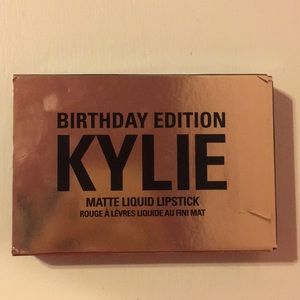 BIRTHDAY EDITION
KYLIE
MATTE LIQUID LIPSTICK
ROUGE À LÈVRES LIQUIDE AU FINI MAT